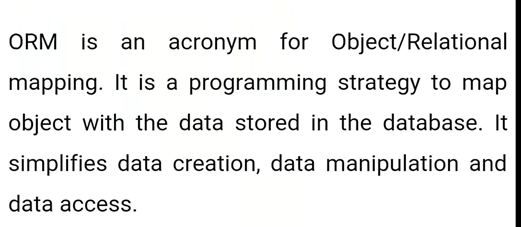 ORM is an acronym for Object/Relational
mapping. It is a programming strategy to map
object with the data stored in the database. It
simplifies data creation, data manipulation and
data access.